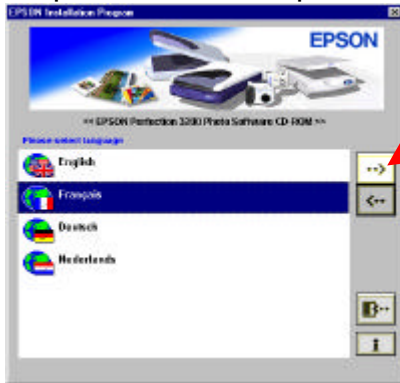 EPSON Installation Program
EPSON
<< EPSON Perfection 3200 Photo Software CD-ROM >>
Please select language
English
-->
Français
<--
Deutsch
Nederlands
i